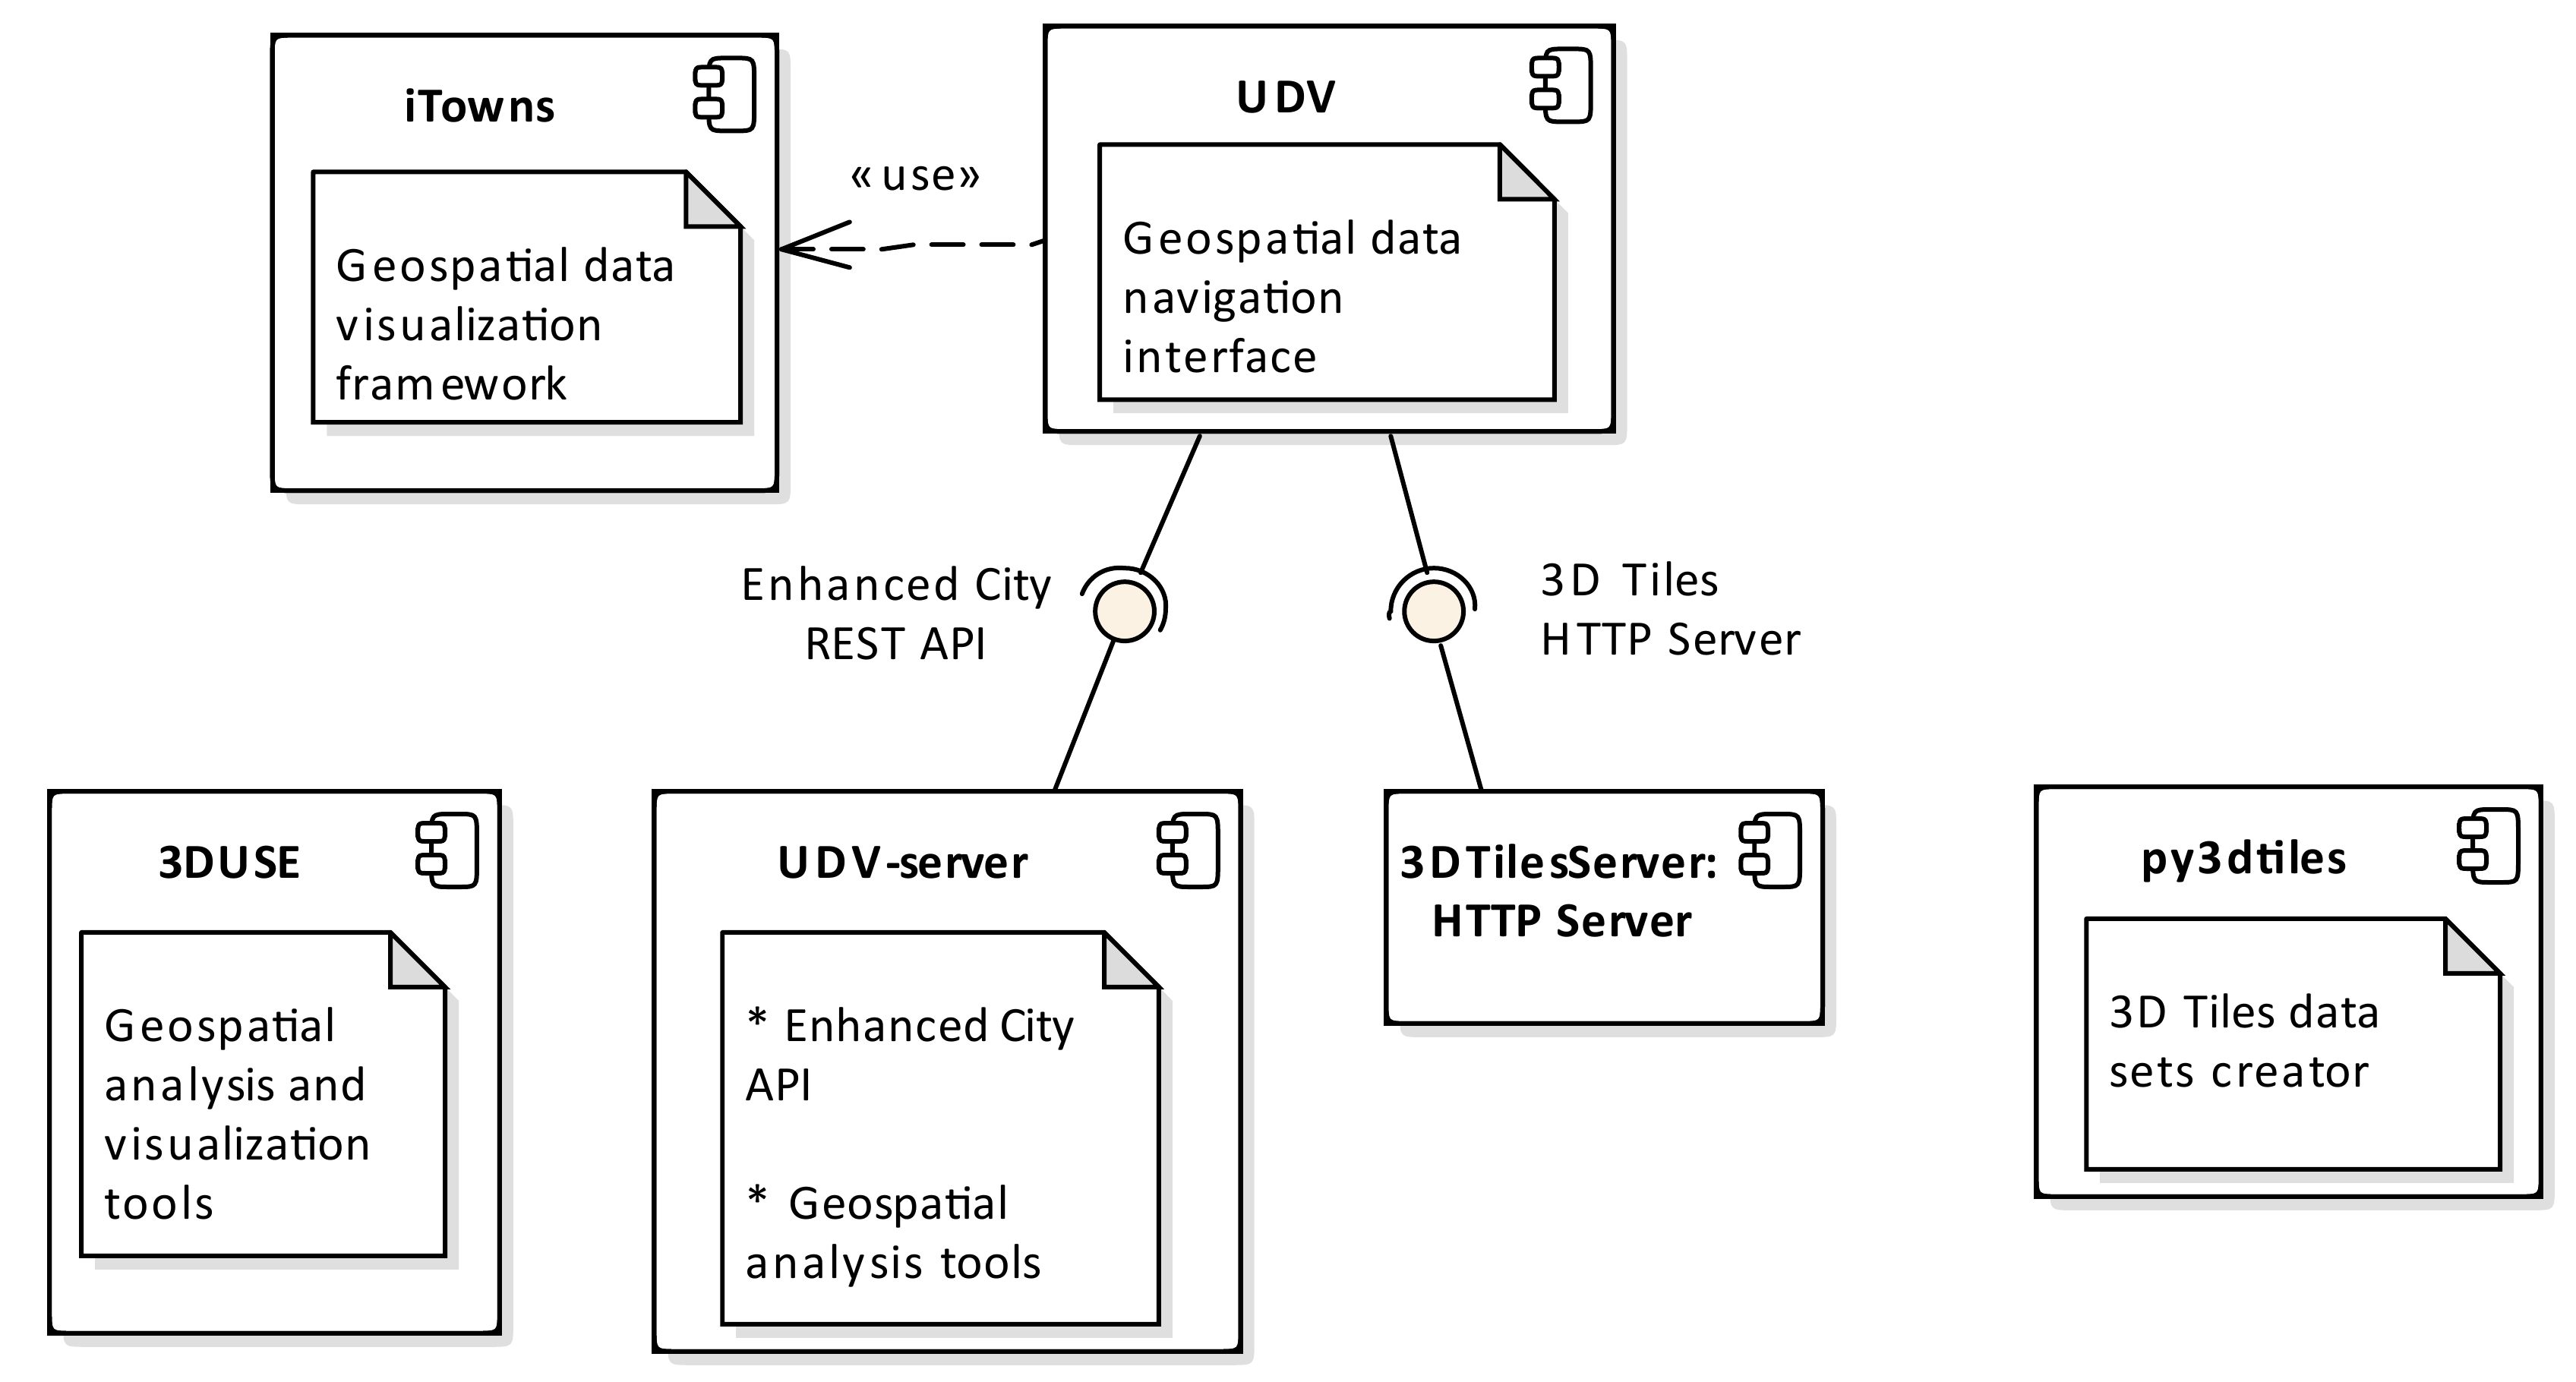 iTowns
Geospatial data
visualization
framework
«use»
UDV
Geospatial data
navigation
interface
Enhanced City
REST API
3D Tiles
HTTP Server
3DUSE
Geospatial
analysis and
visualization
tools
UDV-server
* Enhanced City
API
* Geospatial
analysis tools
3DTilesServer:
HTTP Server
py3dtiles
3D Tiles data
sets creator